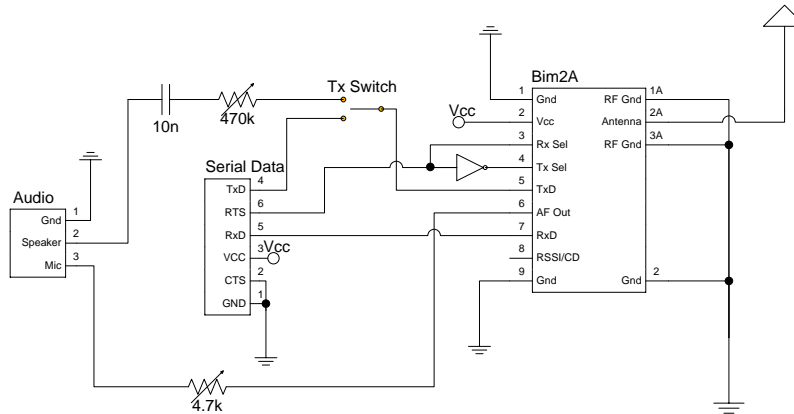 Bim2A
1 Gnd RF Gnd 1A
2 Vcc Antenna 2A
3 Rx Sel RF Gnd 3A
4 Tx Sel
5 TxD
6 AF Out
7 RxD
8 RSSI/CD
9 Gnd Gnd 2
Vcc
Tx Switch
10n
470k
Serial Data
TxD 4
RTS 6
RxD 5
VCC 3
CTS 2
GND 1
Vcc
Audio
Gnd 1
Speaker 2
Mic 3
4.7k